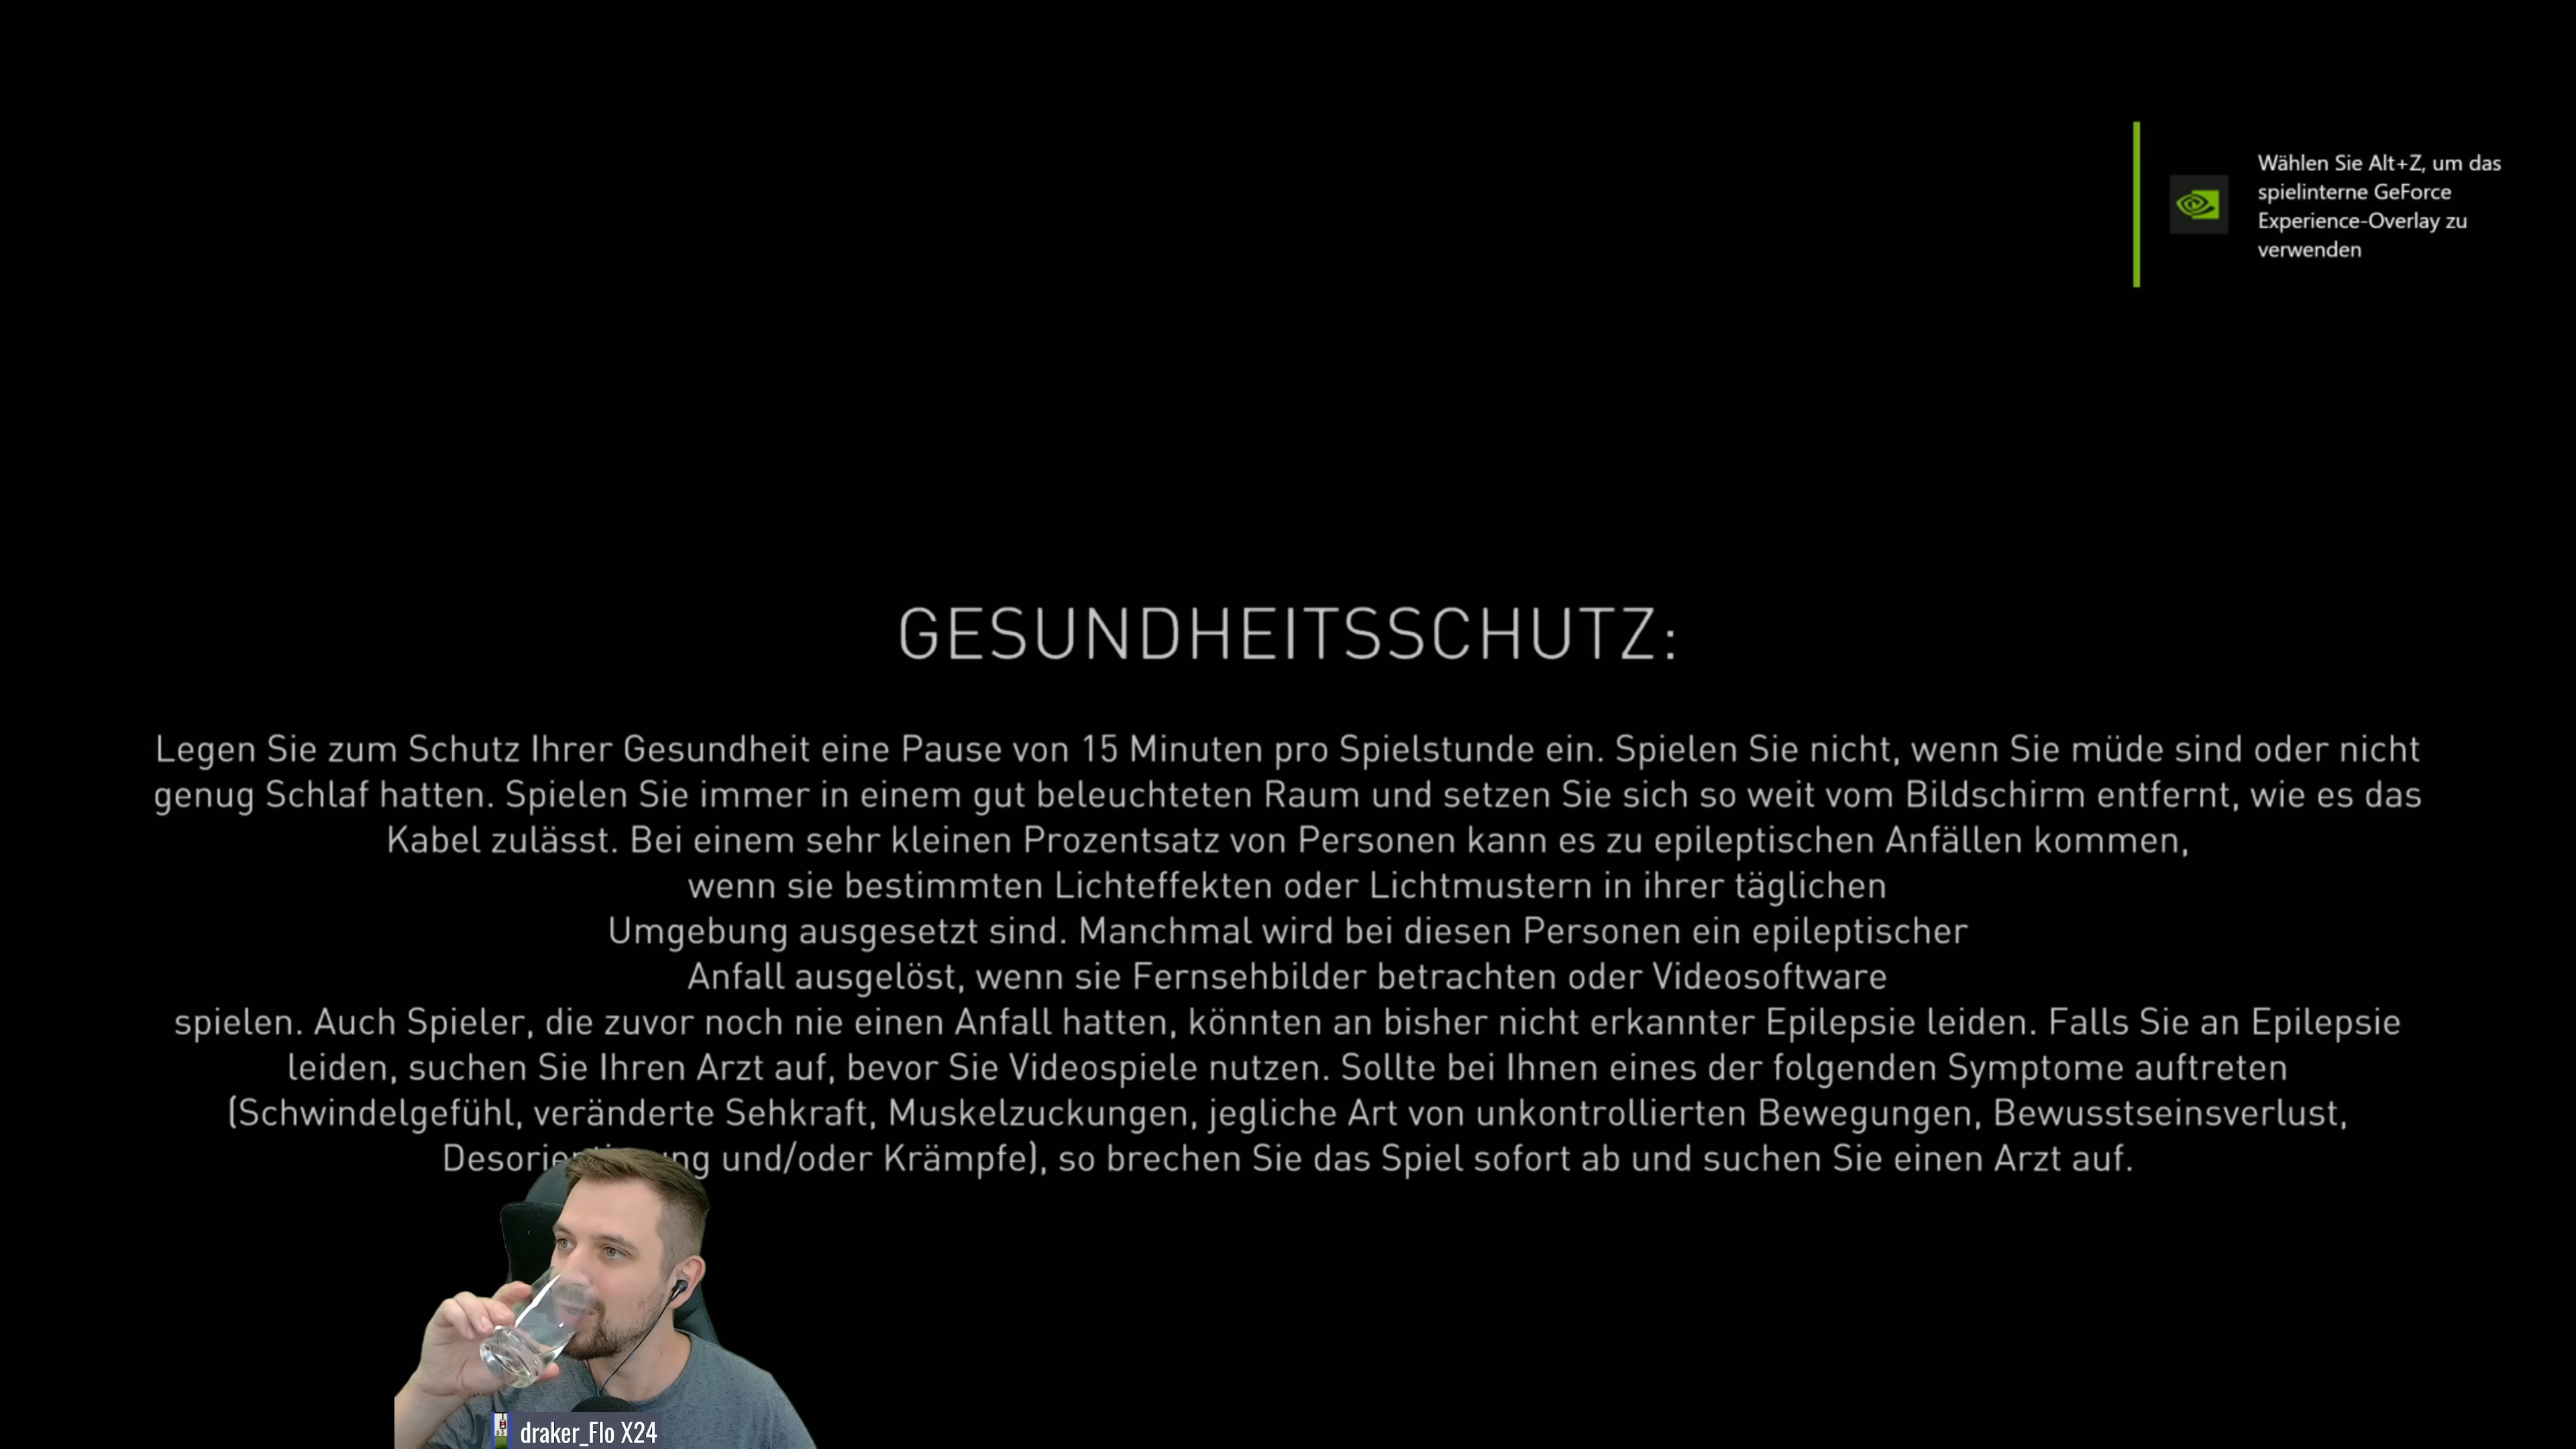 Wählen Sie Alt+Z, um das
spielinterne GeForce
Experience-Overlay zu
verwenden
GESUNDHEITSSCHUTZ:
Legen Sie zum Schutz Ihrer Gesundheit eine Pause von 15 Minuten pro Spielstunde ein. Spielen Sie nicht, wenn Sie müde sind oder nicht
genug Schlaf hatten. Spielen Sie immer in einem gut beleuchteten Raum und setzen Sie sich so weit vom Bildschirm entfernt, wie es das
Kabel zulässt. Bei einem sehr kleinen Prozentsatz von Personen kann es zu epileptischen Anfällen kommen,
wenn sie bestimmten Lichteffekten oder Lichtmustern in ihrer täglichen
Umgebung ausgesetzt sind. Manchmal wird bei diesen Personen ein epileptischer
Anfall ausgelöst, wenn sie Fernsehbilder betrachten oder Videosoftware
spielen. Auch Spieler, die zuvor noch nie einen Anfall hatten, könnten an bisher nicht erkannter Epilepsie leiden. Falls Sie an Epilepsie
leiden, suchen Sie Ihren Arzt auf, bevor Sie Videospiele nutzen. Sollte bei Ihnen eines der folgenden Symptome auftreten
(Schwindelgefühl, veränderte Sehkraft, Muskelzuckungen, jegliche Art von unkontrollierten Bewegungen, Bewusstseinsverlust,
und/oder Krämpfe), so brechen Sie das Spiel sofort ab und suchen Sie einen Arzt auf.
draker_Flo X24